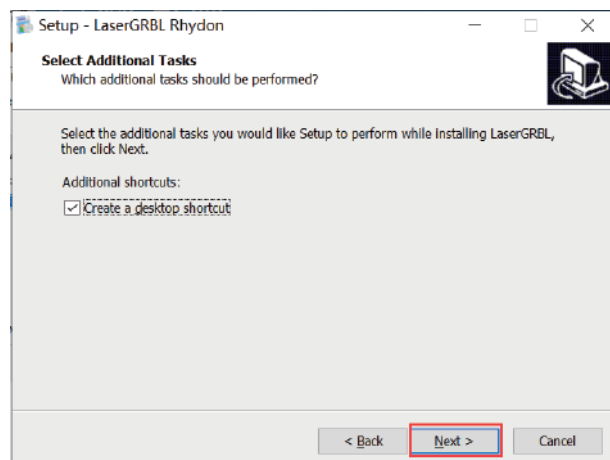 Setup - LaserGRBL Rhydon
Select Additional Tasks
Which additional tasks should be performed?
Select the additional tasks you would like Setup to perform while installing LaserGRBL,
then click Next.
Additional shortcuts:
Create a desktop shortcut
< Back Next > Cancel